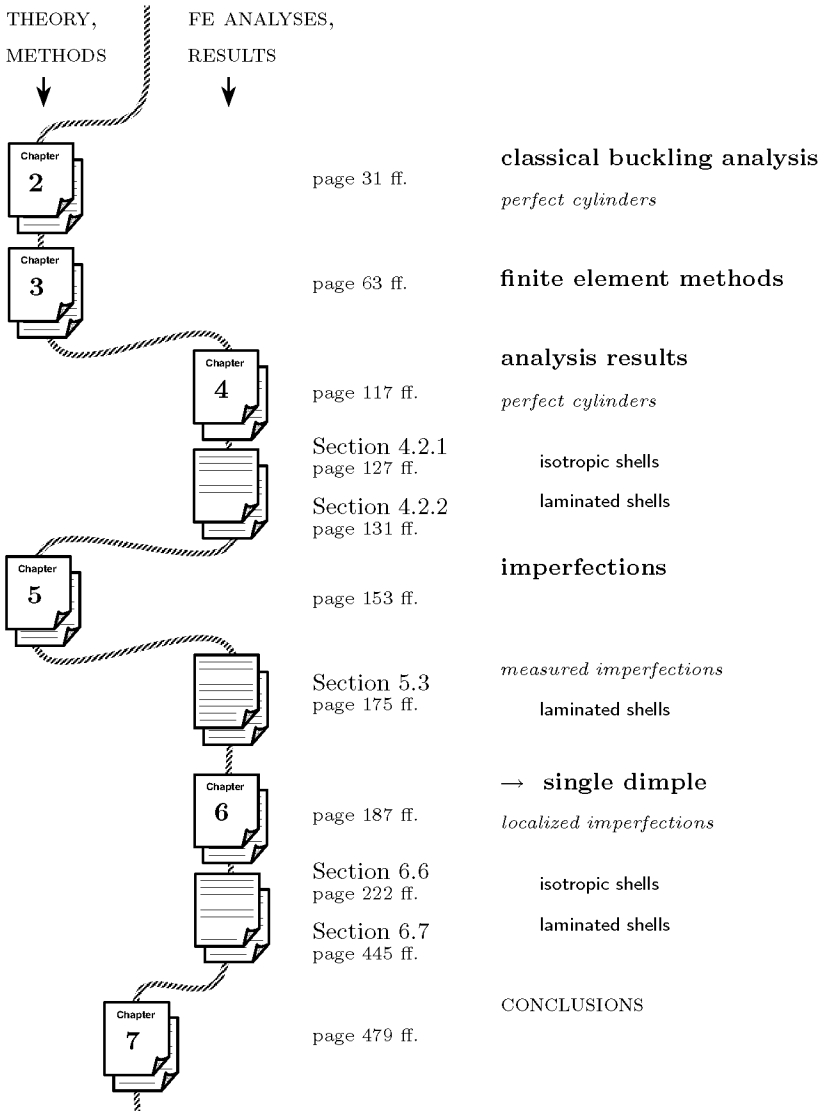 THEORY, FE ANALYSES,
METHODS RESULTS
Chapter
2 page 31 ff. classical buckling analysis
perfect cylinders
Chapter
3 page 63 ff. finite element methods
Chapter
4 page 117 ff. analysis results
perfect cylinders
Section 4.2.1
page 127 ff. isotropic shells
Section 4.2.2
page 131 ff. laminated shells
Chapter
5 page 153 ff. imperfections
Section 5.3 measured imperfections
page 175 ff. laminated shells
Chapter
6 page 187 ff. → single dimple
localized imperfections
Section 6.6
page 222 ff. isotropic shells
Section 6.7
page 445 ff. laminated shells
Chapter
7 page 479 ff. CONCLUSIONS